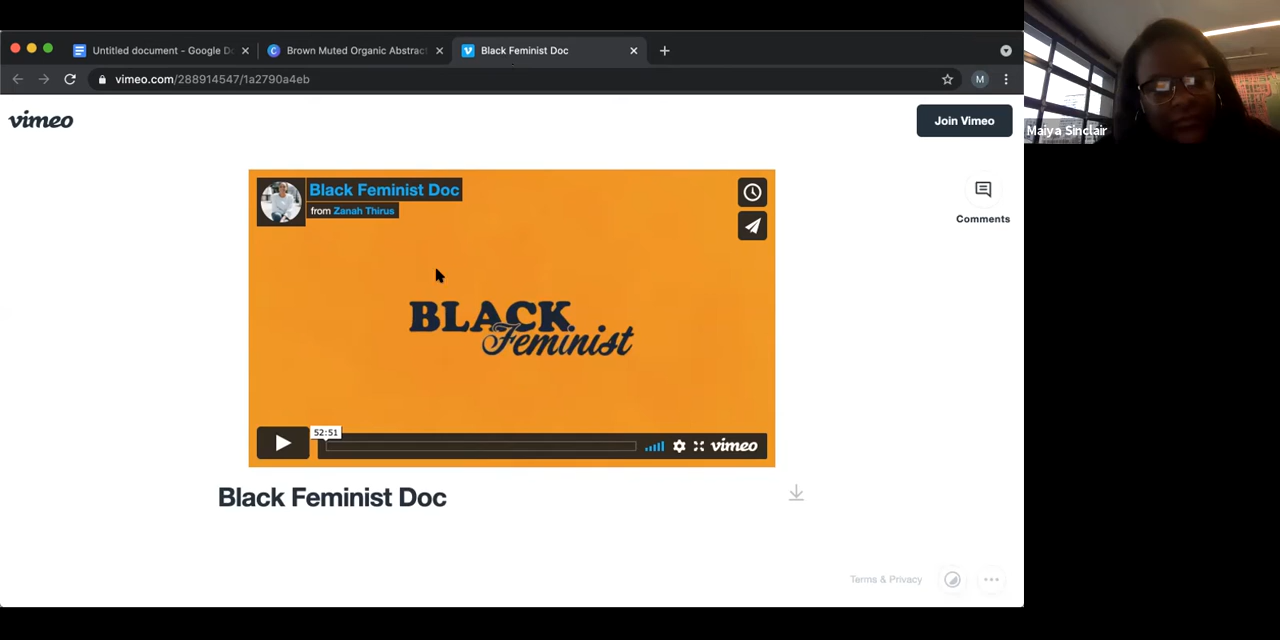 Untitled document - Google Do
Brown Muted Organic Abstract
Black Feminist Doc
vimeo.com/288914547/1a2790a4eb
M
vimeo
Join Vimeo
Maiya Sinclair
Black Feminist Doc
from Zanah Thirus
Comments
BLACK
Feminist
52:51
vimeo
Black Feminist Doc
Terms & Privacy